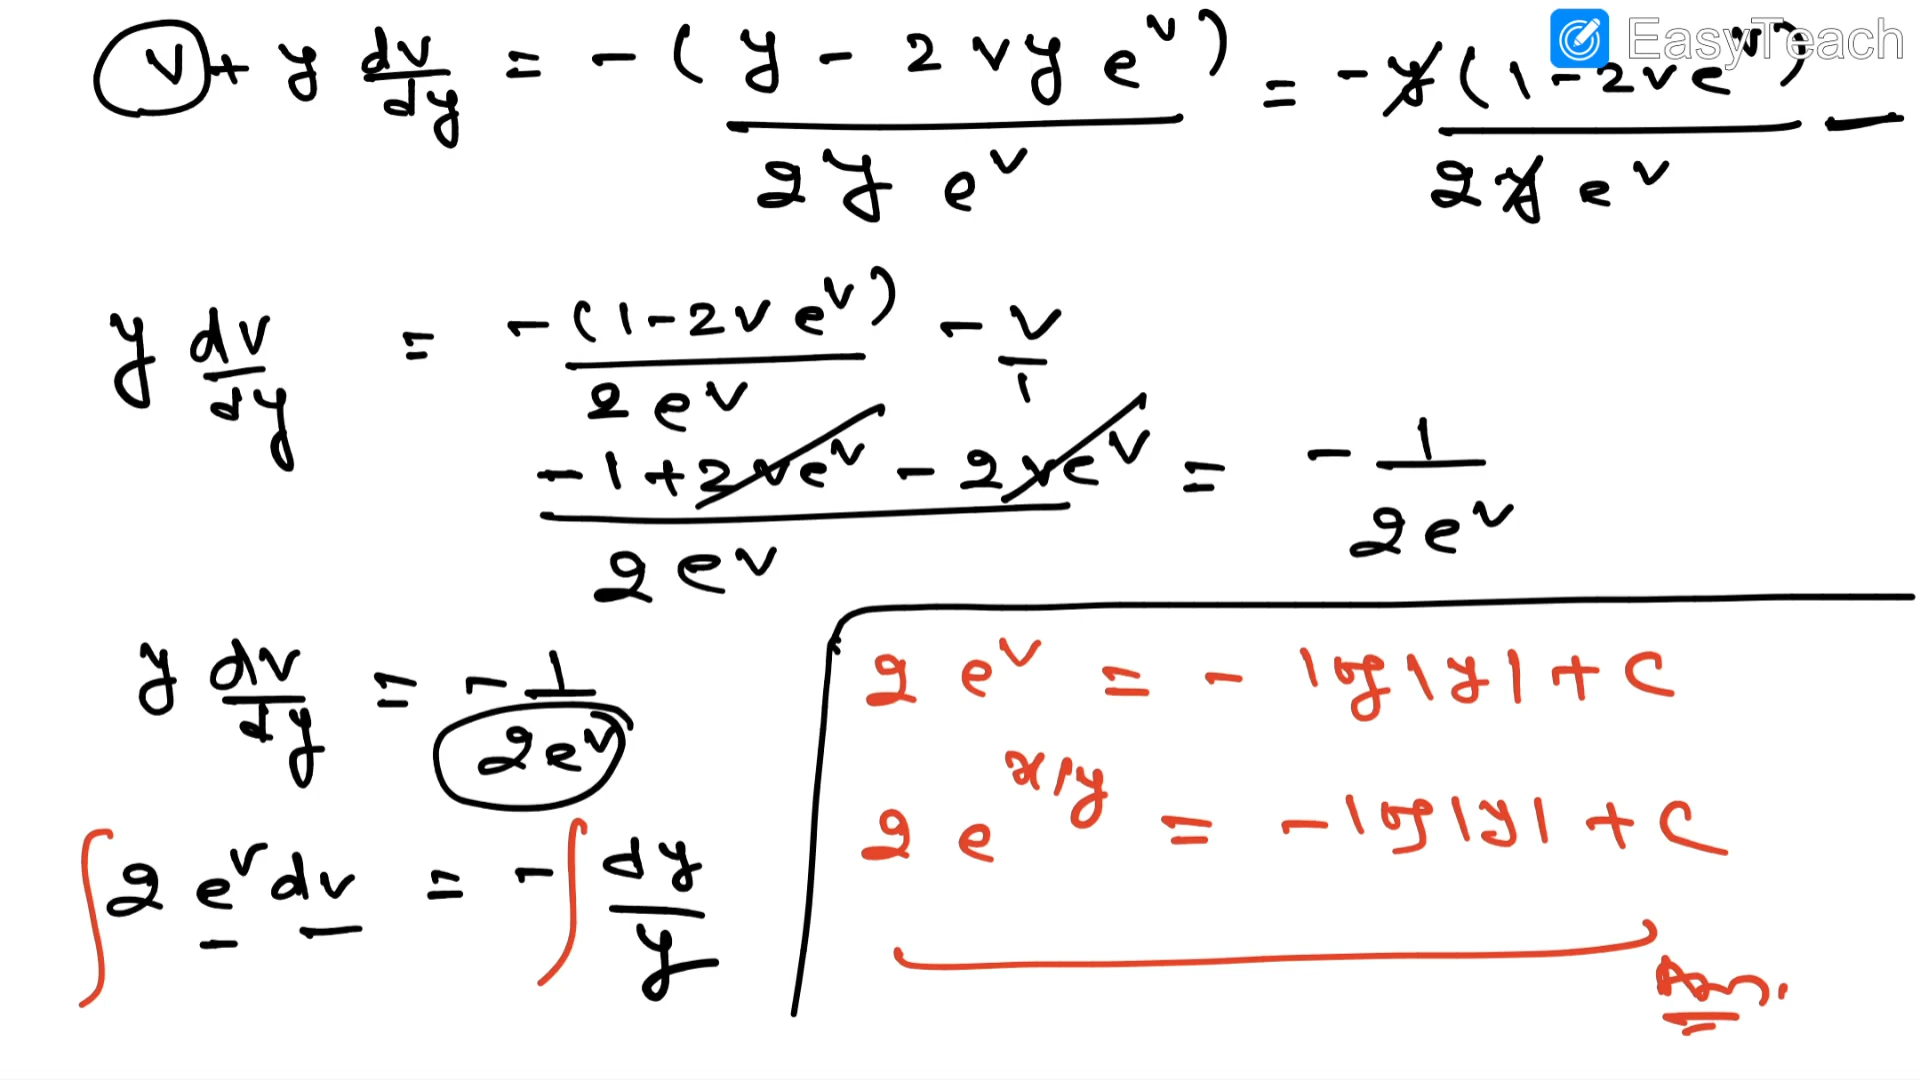 EasyTeach
v + y dv/dy = -(y - 2vye^v)/2ye^v = -y(1 - 2ve^v)/2ye^v
y dv/dy = -(1 - 2ve^v)/2e^v - v/1
-1 + 2ve^v - 2ve^v/2e^v = -1/2e^v
y dv/dy = -1/2e^v
∫2e^v dv = -∫dy/y
2e^v = -log|y| + C
2e^x/y = -log|y| + C
Ans.